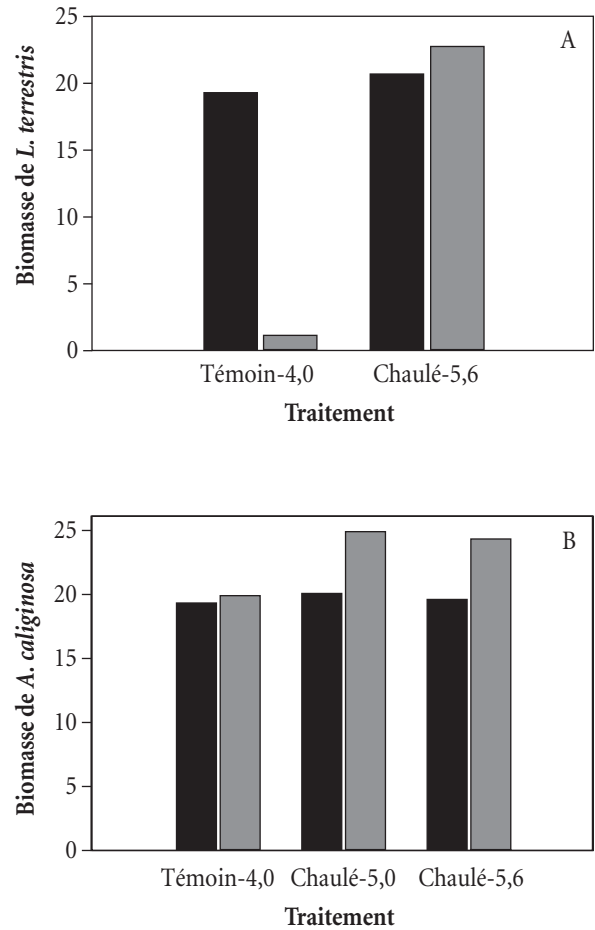 A
25
20
15
10
5
0
Biomasse de L. terrestris
Témoin-4,0 Chaulé-5,6
Traitement
B
25
20
15
10
5
0
Biomasse de A. caliginosa
Témoin-4,0 Chaulé-5,0 Chaulé-5,6
Traitement